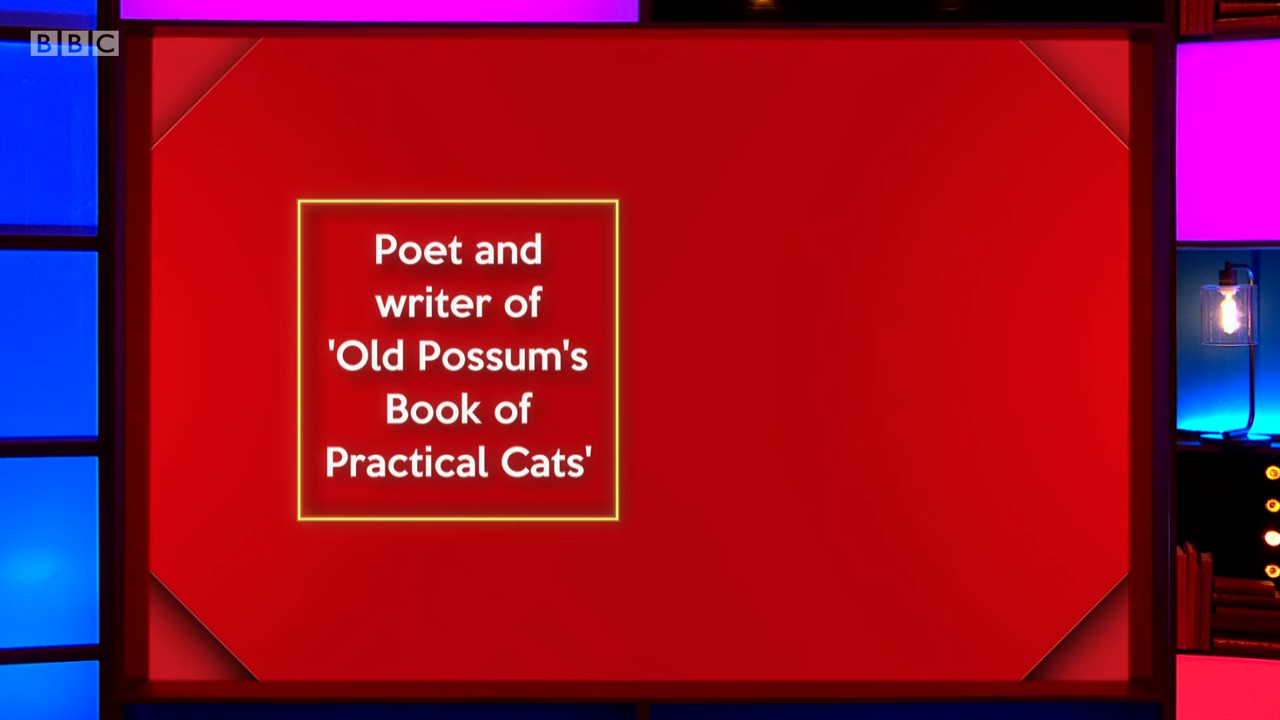 BBC
Poet and
writer of
'Old Possum's
Book of
Practical Cats'